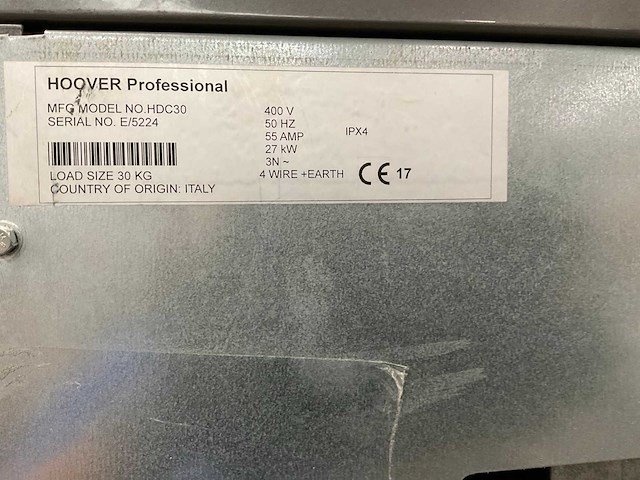 HOOVER Professional
MFG MODEL NO.HDC30
SERIAL NO. E/5224
LOAD SIZE 30 KG
COUNTRY OF ORIGIN: ITALY
400 V
50 HZ
55 AMP
27 kW
3N ~
4 WIRE +EARTH
IPX4
CE 17